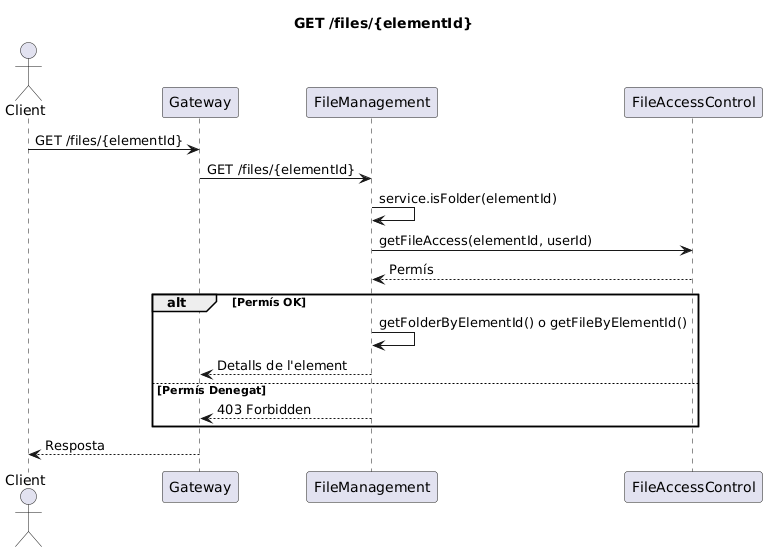 GET /files/{elementId}
Client
Gateway
FileManagement
FileAccessControl
GET /files/{elementId}
GET /files/{elementId}
service.isFolder(elementId)
getFileAccess(elementId, userId)
Permís
alt [Permís OK]
getFolderByElementId() o getFileByElementId()
Detalls de l'element
[Permís Denegat]
403 Forbidden
Resposta
Client
Gateway
FileManagement
FileAccessControl